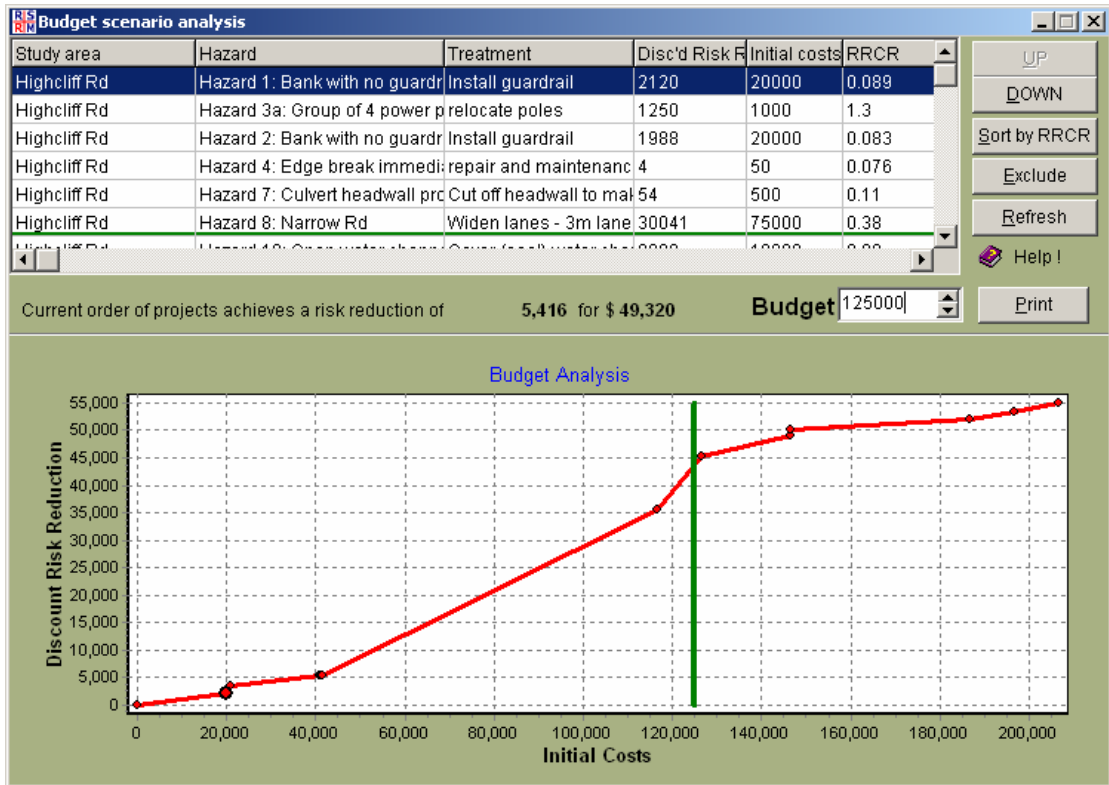 RS RM Budget scenario analysis
Study area Hazard Treatment Disc'd Risk R Initial costs RRCR
Highcliff Rd Hazard 1: Bank with no guardr Install guardrail 2120 20000 0.089
Highcliff Rd Hazard 3a: Group of 4 power p relocate poles 1250 1000 1.3
Highcliff Rd Hazard 2: Bank with no guardr Install guardrail 1988 20000 0.083
Highcliff Rd Hazard 4: Edge break immedi repair and maintenanc 4 50 0.076
Highcliff Rd Hazard 7: Culvert headwall pro Cut off headwall to mak 54 500 0.11
Highcliff Rd Hazard 8: Narrow Rd Widen lanes - 3m lane 30041 75000 0.38
UP
DOWN
Sort by RRCR
Exclude
Refresh
Help !
Current order of projects achieves a risk reduction of 5,416 for $ 49,320 Budget 125000 Print
Budget Analysis
55,000
50,000
45,000
40,000
35,000
30,000
25,000
20,000
15,000
10,000
5,000
0
Discount Risk Reduction
0 20,000 40,000 60,000 80,000 100,000 120,000 140,000 160,000 180,000 200,000
Initial Costs